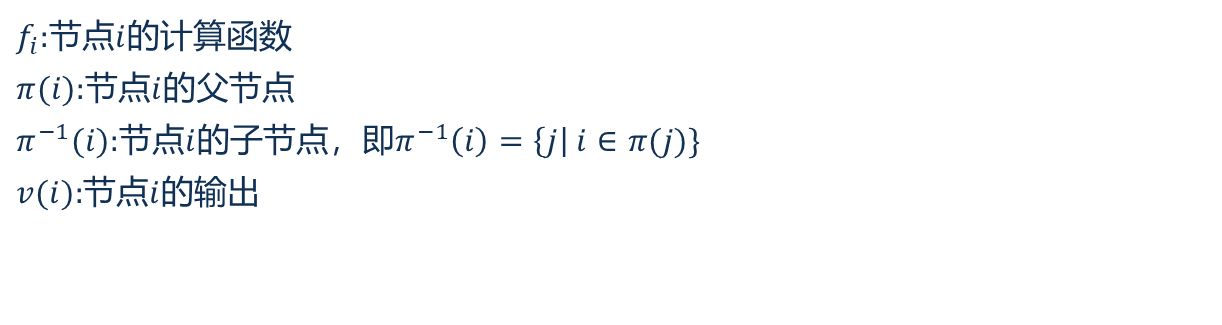 𝑓ᵢ:节点𝑖的计算函数
𝜋(𝑖):节点𝑖的父节点
𝜋⁻¹(𝑖):节点𝑖的子节点，即𝜋⁻¹(𝑖) = {𝑗| 𝑖 ∈ 𝜋(𝑗)}
𝑣(𝑖):节点𝑖的输出